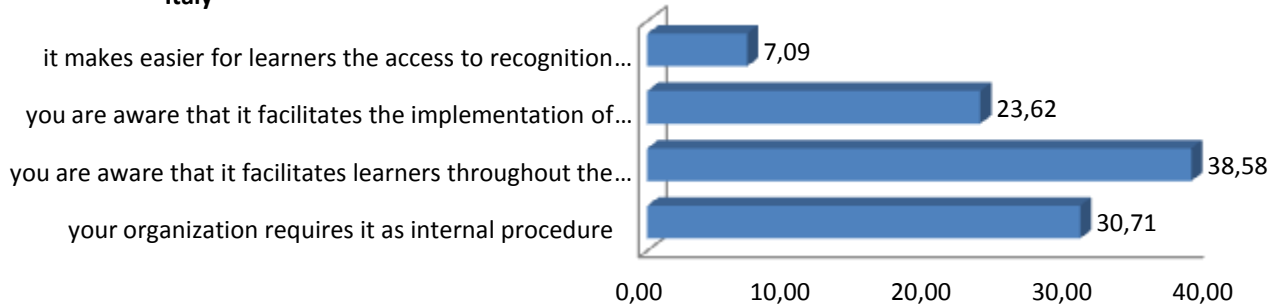 Italy
it makes easier for learners the access to recognition…
7,09
you are aware that it facilitates the implementation of…
23,62
you are aware that it facilitates learners throughout the…
38,58
your organization requires it as internal procedure
30,71
0,00 10,00 20,00 30,00 40,00